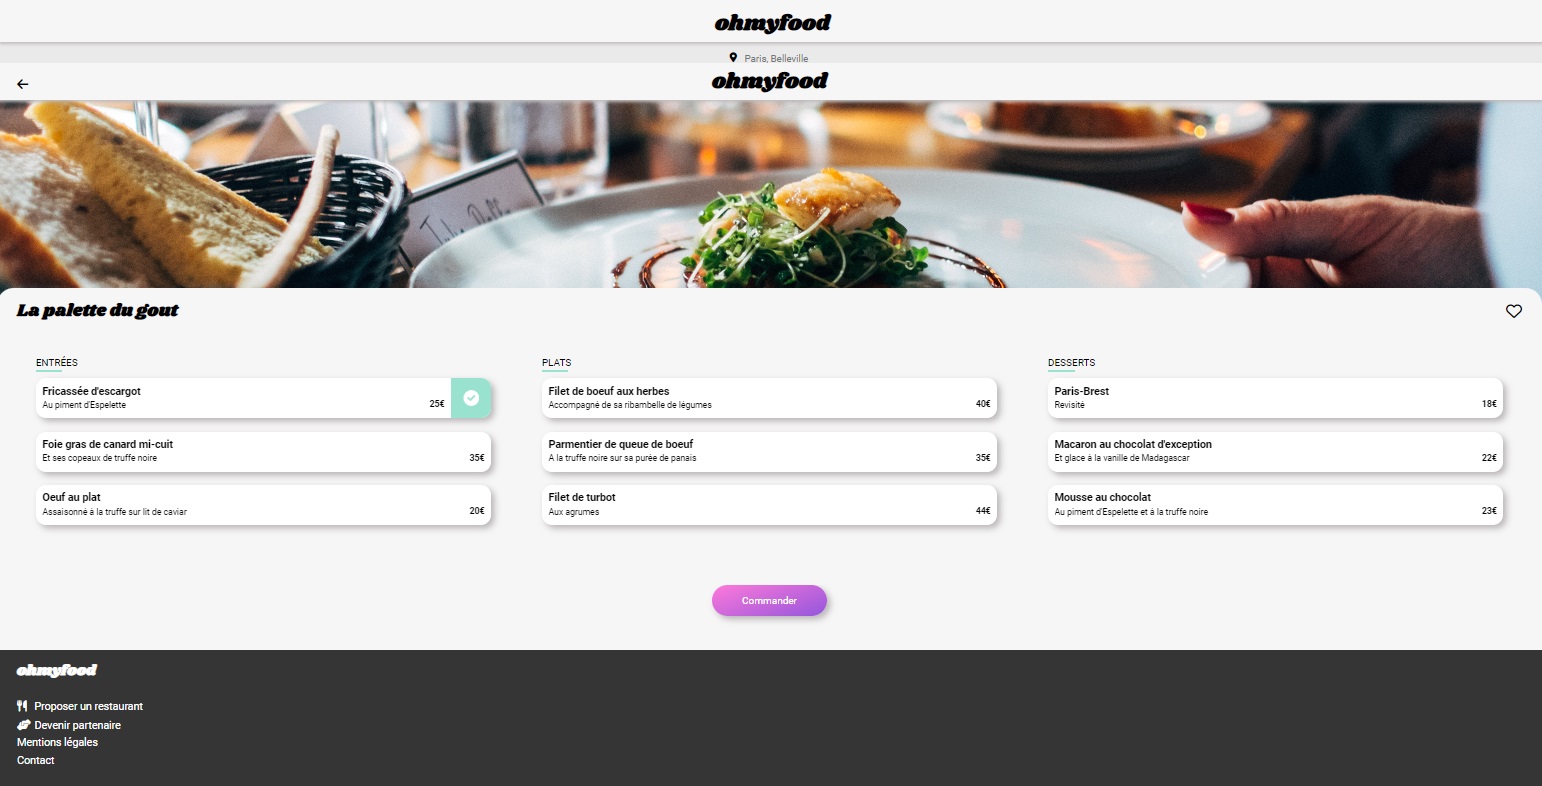 ohmyfood
Paris, Belleville
ohmyfood
La palette du gout
ENTRÉES
Fricassée d'escargot
Au piment d'Espelette
25€
Foie gras de canard mi-cuit
Et ses copeaux de truffe noire
35€
Oeuf au plat
Assaisonné à la truffe sur lit de caviar
20€
PLATS
Filet de boeuf aux herbes
Accompagné de sa ribambelle de légumes
40€
Parmentier de queue de boeuf
A la truffe noire sur sa purée de panais
35€
Filet de turbot
Aux agrumes
44€
DESSERTS
Paris-Brest
Revisité
18€
Macaron au chocolat d'exception
Et glace à la vanille de Madagascar
22€
Mousse au chocolat
Au piment d'Espelette et à la truffe noire
23€
Commander
ohmyfood
Proposer un restaurant
Devenir partenaire
Mentions légales
Contact